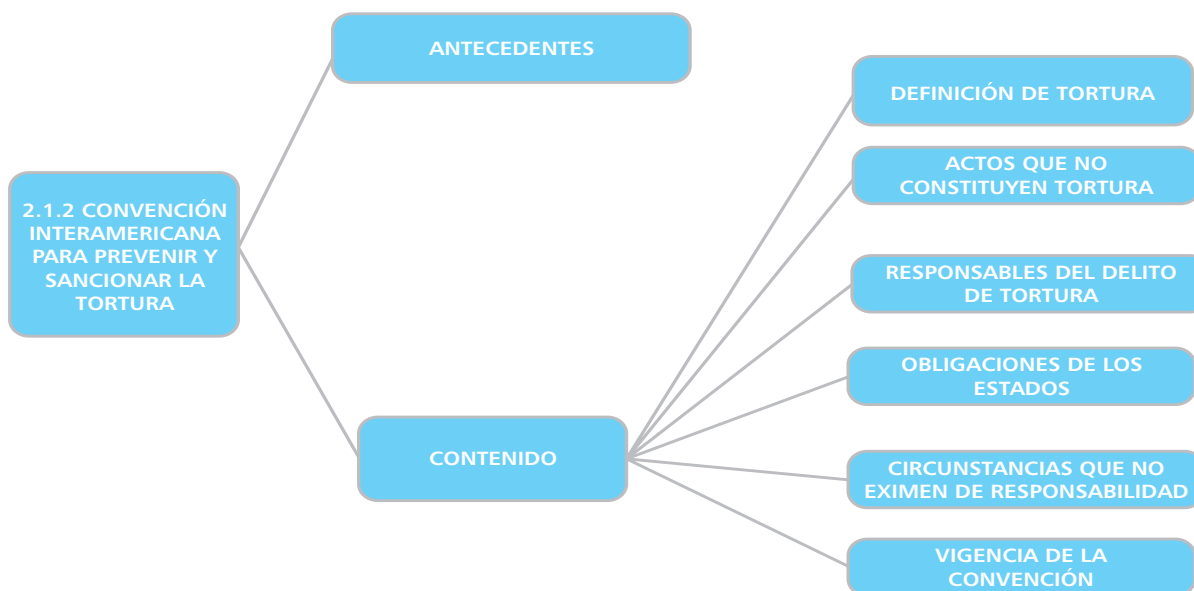 2.1.2 CONVENCIÓN
INTERAMERICANA
PARA PREVENIR Y
SANCIONAR LA
TORTURA
ANTECEDENTES
CONTENIDO
DEFINICIÓN DE TORTURA
ACTOS QUE NO
CONSTITUYEN TORTURA
RESPONSABLES DEL DELITO
DE TORTURA
OBLIGACIONES DE LOS
ESTADOS
CIRCUNSTANCIAS QUE NO
EXIMEN DE RESPONSABILIDAD
VIGENCIA DE LA
CONVENCIÓN